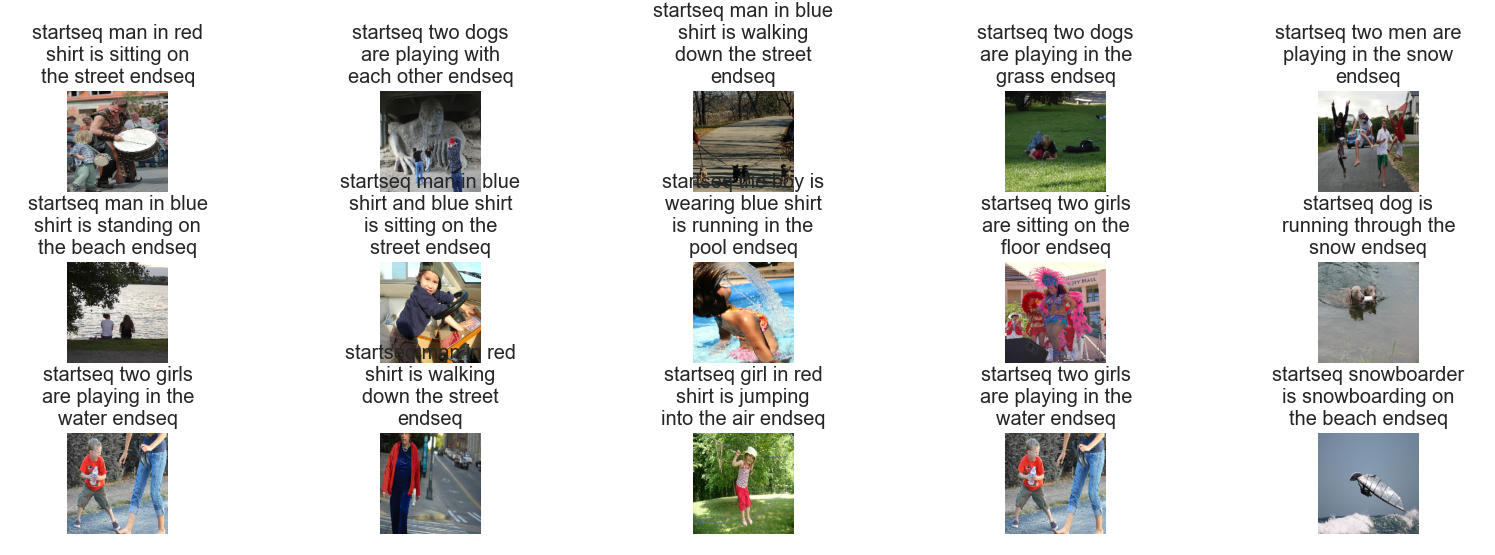 startseq man in red
shirt is sitting on
the street endseq
startseq two dogs
are playing with
each other endseq
startseq man in blue
shirt is walking
down the street
endseq
startseq two dogs
are playing in the
grass endseq
startseq two men are
playing in the snow
endseq
startseq man in blue
shirt is standing on
the beach endseq
startseq man in blue
shirt and blue shirt
is sitting on the
street endseq
startseq boy is
wearing blue shirt
is running in the
pool endseq
startseq two girls
are sitting on the
floor endseq
startseq dog is
running through the
snow endseq
startseq two girls
are playing in the
water endseq
startseq man in red
shirt is walking
down the street
endseq
startseq girl in red
shirt is jumping
into the air endseq
startseq two girls
are playing in the
water endseq
startseq snowboarder
is snowboarding on
the beach endseq